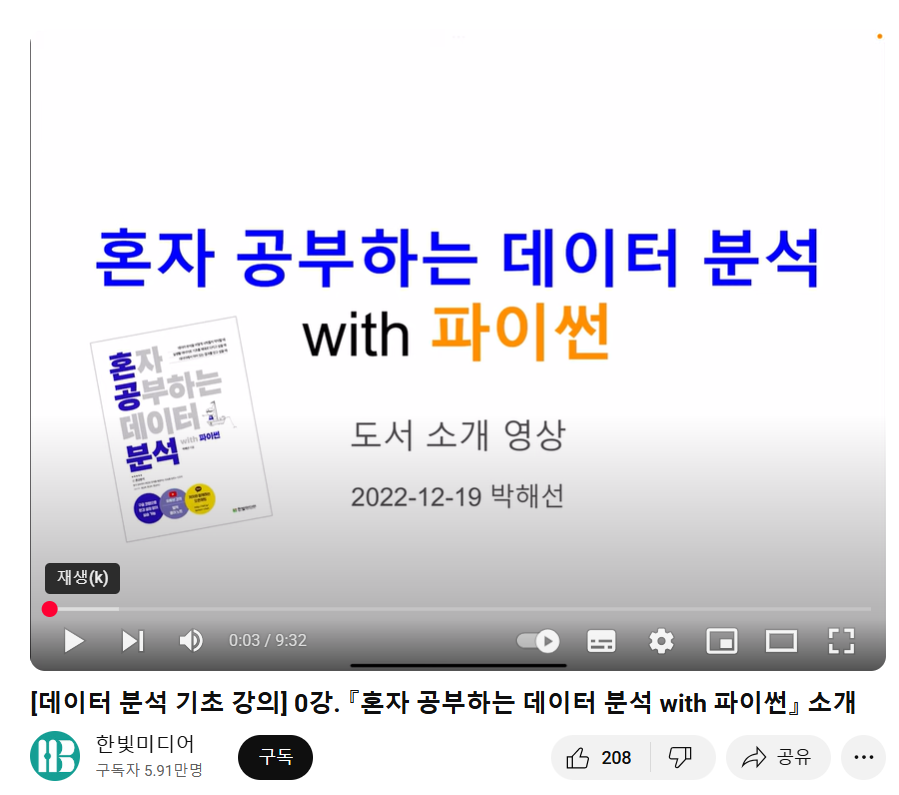 혼자 공부하는 데이터 분석
with 파이썬
혼자
공부하는
데이터
분석 with 파이썬
도서 소개 영상
2022-12-19 박해선
재생(k)
0:03 / 9:32
[데이터 분석 기초 강의] 0강.『혼자 공부하는 데이터 분석 with 파이썬』 소개
한빛미디어
구독자 5.91만명
구독
208
공유